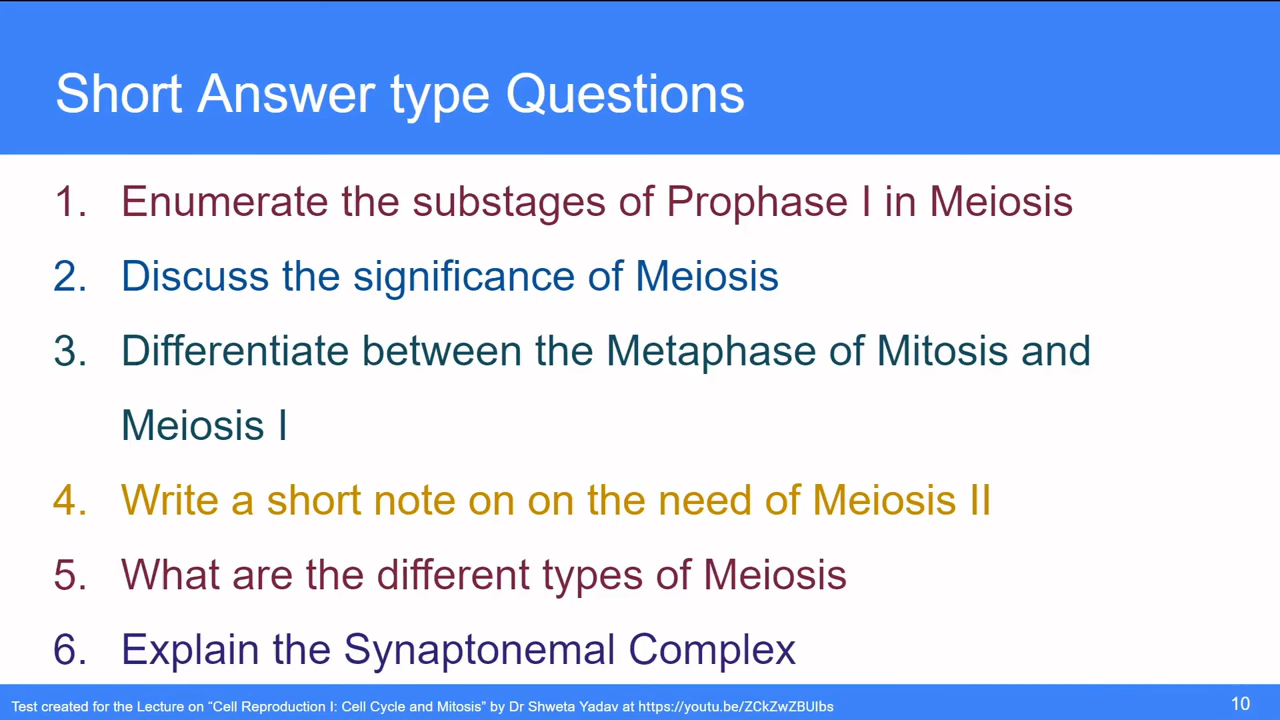 Short Answer type Questions
1. Enumerate the substages of Prophase I in Meiosis
2. Discuss the significance of Meiosis
3. Differentiate between the Metaphase of Mitosis and
Meiosis I
4. Write a short note on on the need of Meiosis II
5. What are the different types of Meiosis
6. Explain the Synaptonemal Complex
Test created for the Lecture on “Cell Reproduction I: Cell Cycle and Mitosis” by Dr Shweta Yadav at https://youtu.be/ZCkZwZBUIbs
10